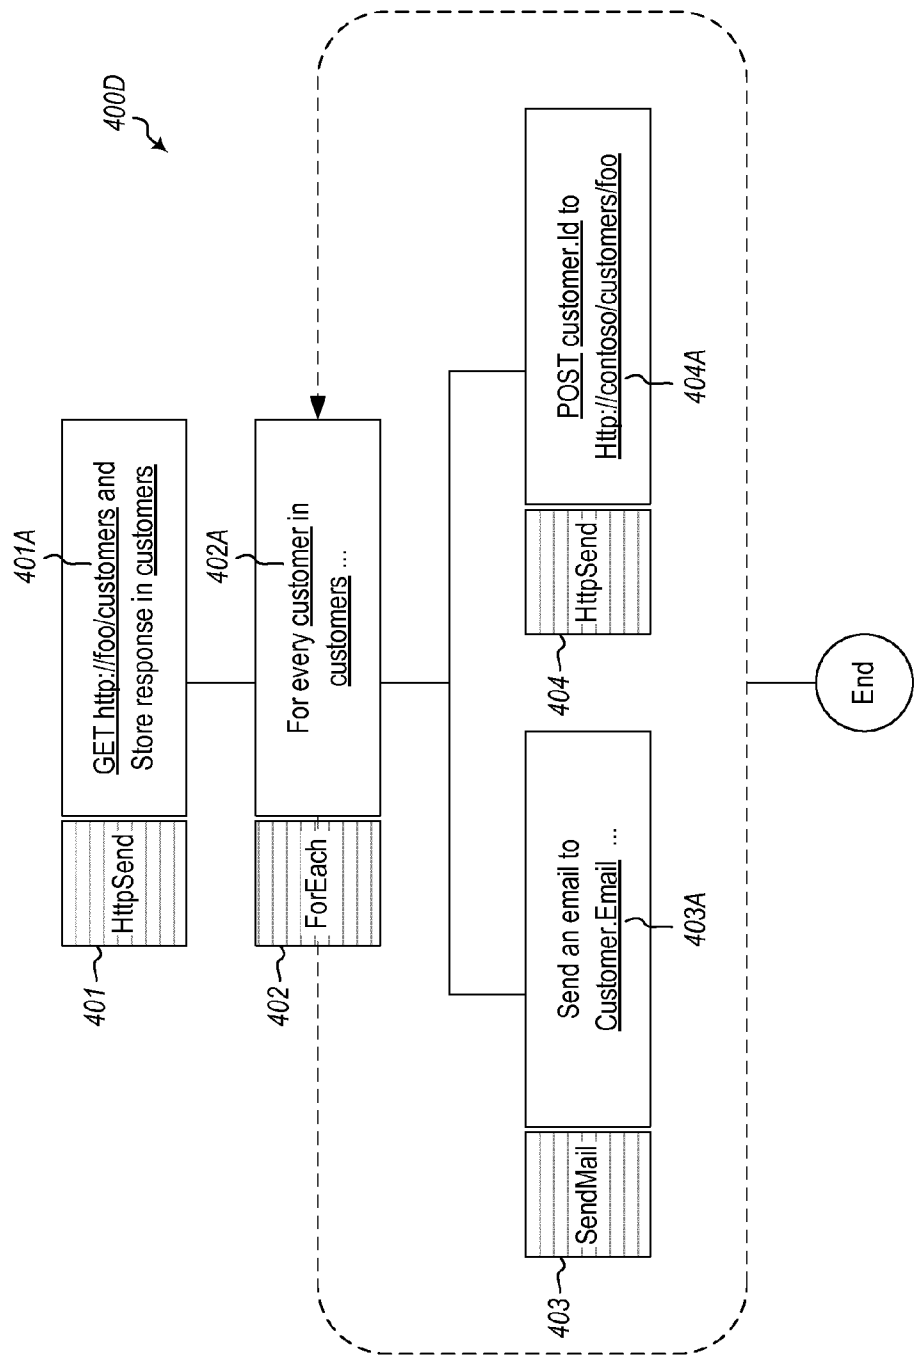 400D
401
HttpSend
401A
GET http://foo/customers and
Store response in customers
402
ForEach
402A
For every customer in
customers ...
403
SendMail
Send an email to
Customer.Email ...
403A
404
HttpSend
POST customer.Id to
Http://contoso/customers/foo
404A
End